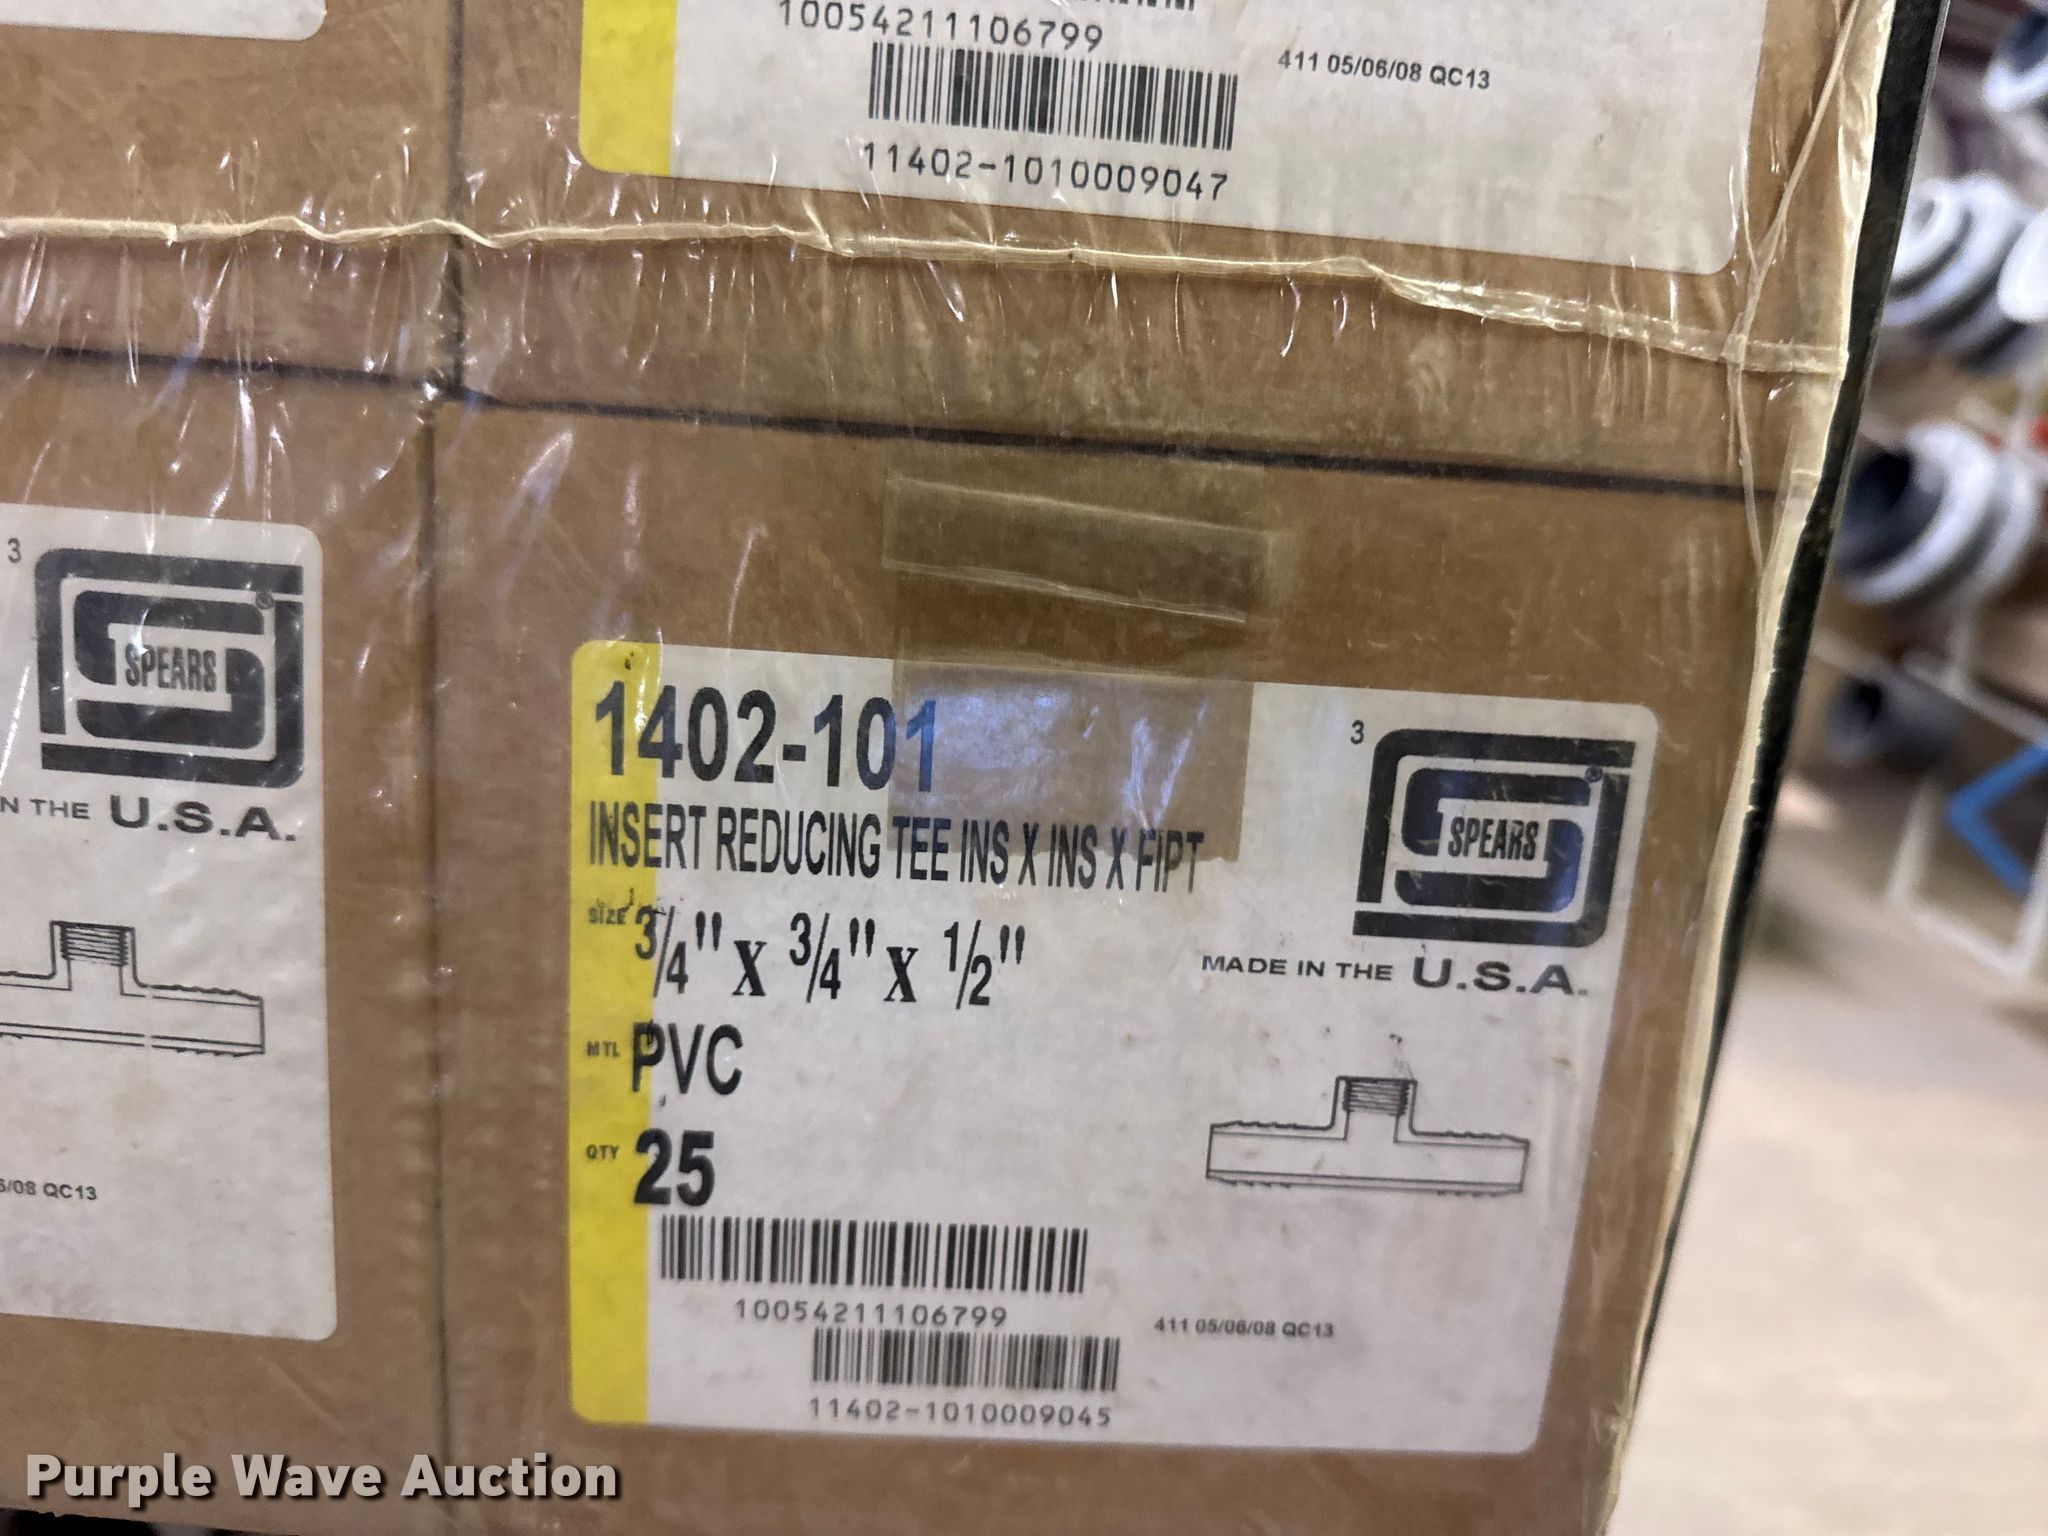 10054211106799
11402-1010009047
411 05/06/08 QC13
3
SPEARS
®
N THE U.S.A.
/08 QC13
1402-101
INSERT REDUCING TEE INS X INS X FIPT
SIZE 3/4" x 3/4" x 1/2"
MTL PVC
QTY 25
10054211106799
11402-1010009045
3
SPEARS
®
MADE IN THE U.S.A.
411 05/06/08 QC13
Purple Wave Auction